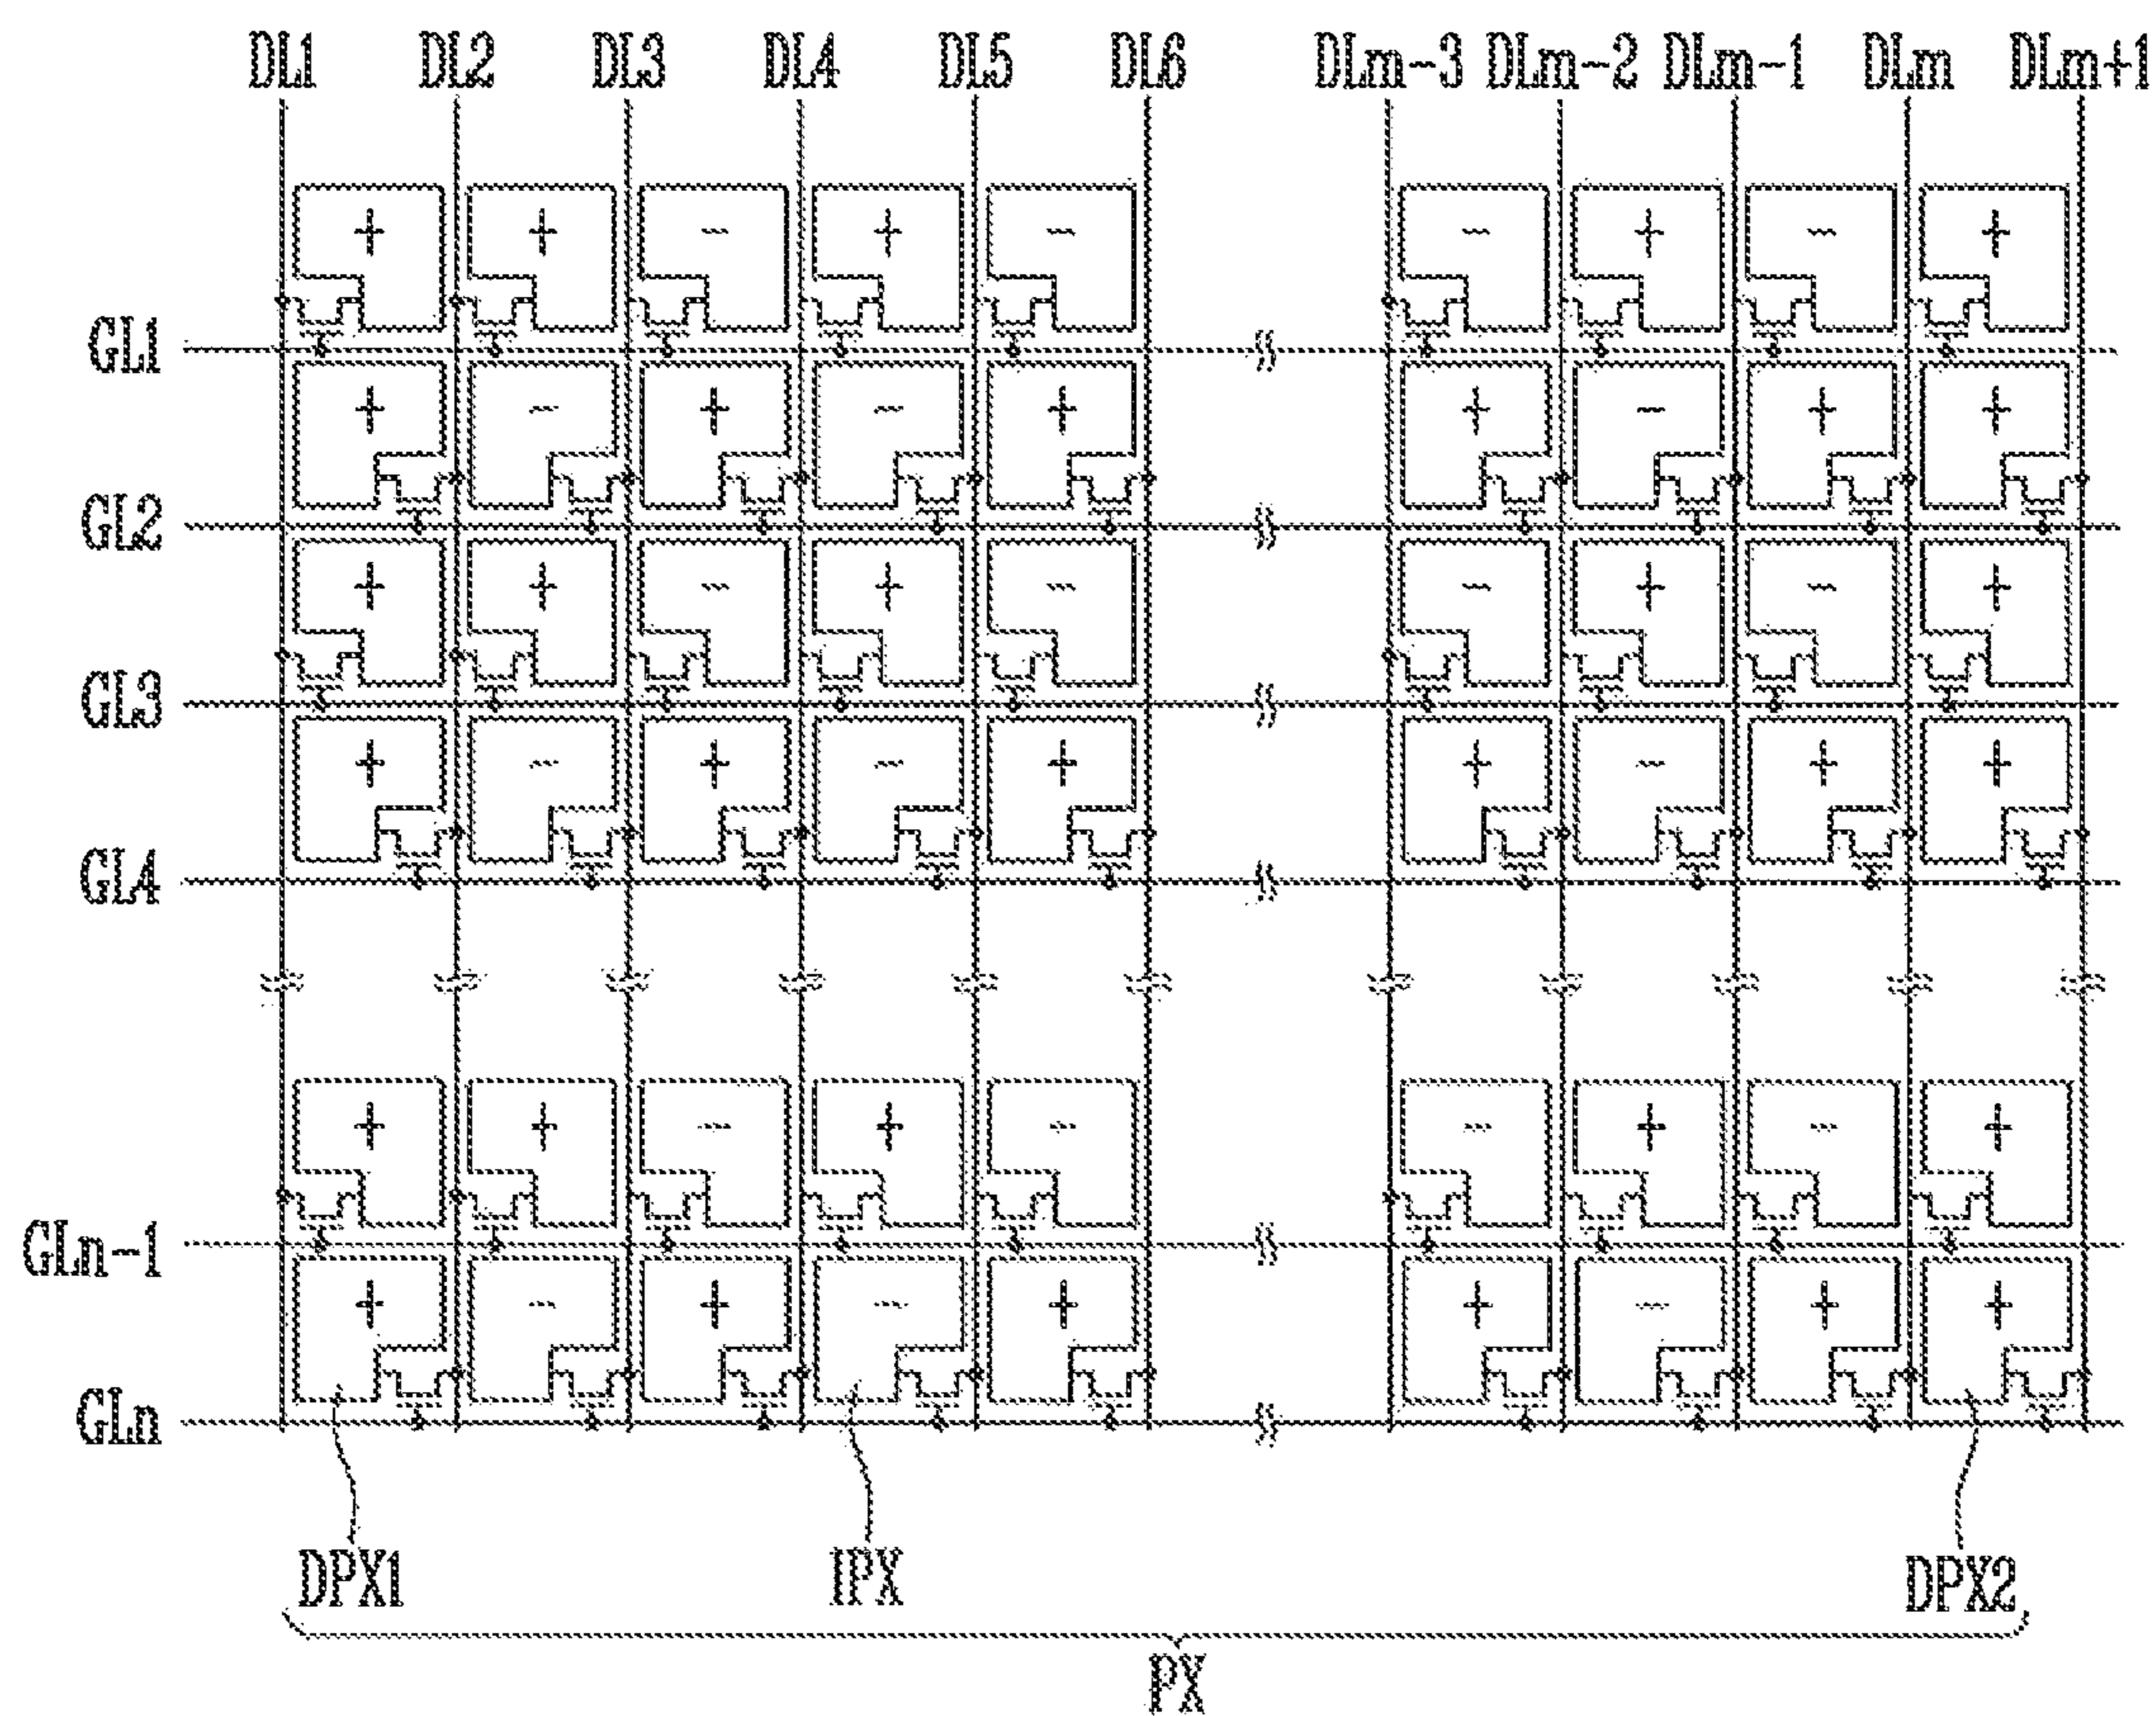 DL1 DL2 DL3 DL4 DL5 DL6 DLm-3 DLm-2 DLm-1 DLm DLm+1
+ + - + - - + - +
GL1
+ - + - + + - + +
GL2
+ + - + - - + - +
GL3
+ - + - + + - + +
GL4
+ + - + - - + - +
GLn-1
+ - + - + + - + +
GLn
DPX1 IPX DPX2
PX